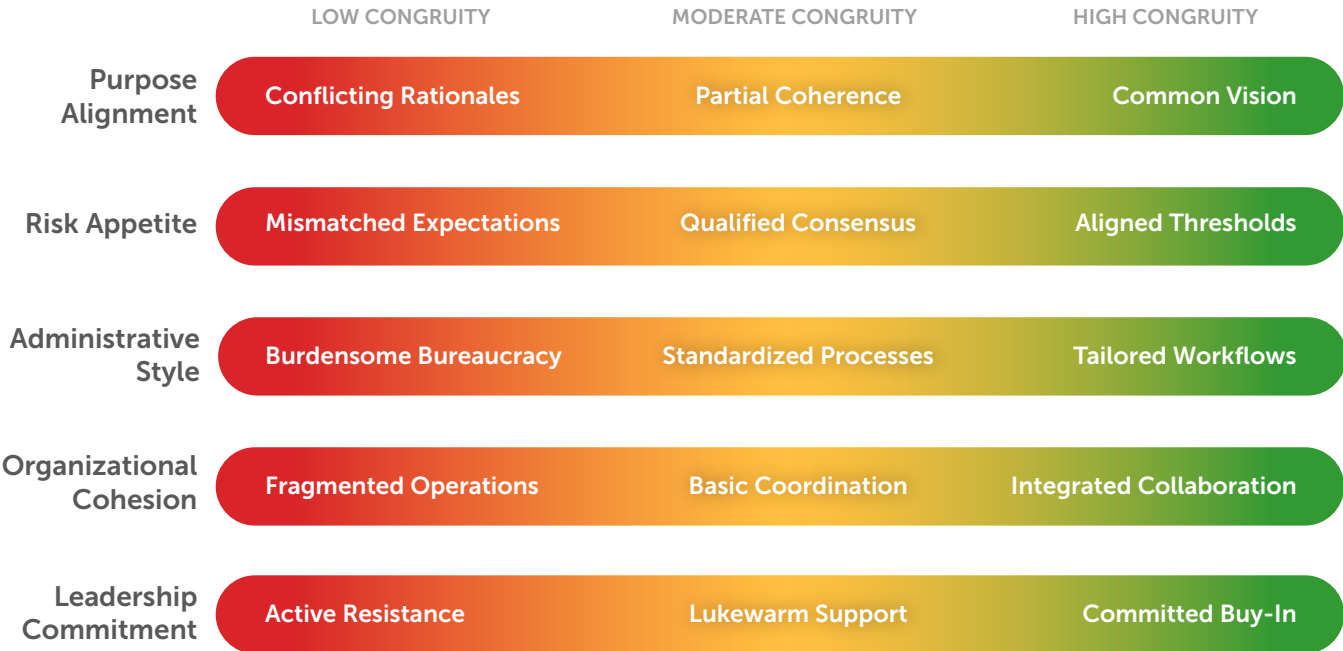 LOW CONGRUITY MODERATE CONGRUITY HIGH CONGRUITY
Purpose
Alignment
Conflicting Rationales Partial Coherence Common Vision
Risk Appetite
Mismatched Expectations Qualified Consensus Aligned Thresholds
Administrative
Style
Burdensome Bureaucracy Standardized Processes Tailored Workflows
Organizational
Cohesion
Fragmented Operations Basic Coordination Integrated Collaboration
Leadership
Commitment
Active Resistance Lukewarm Support Committed Buy-In